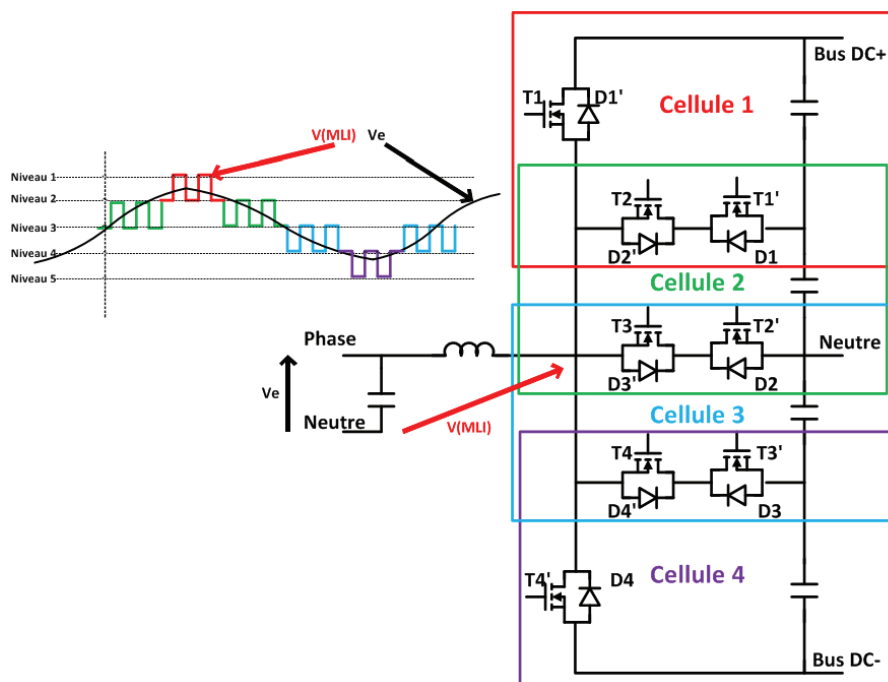 Bus DC+
T1
D1'
Cellule 1
V(MLI)
Ve
Niveau 1
Niveau 2
Niveau 3
Niveau 4
Niveau 5
T2
T1'
D2'
D1
Cellule 2
Phase
T3
T2'
Neutre
Ve
D3'
D2
Neutre
V(MLI)
Cellule 3
T4
T3'
D4'
D3
Cellule 4
T4'
D4
Bus DC-